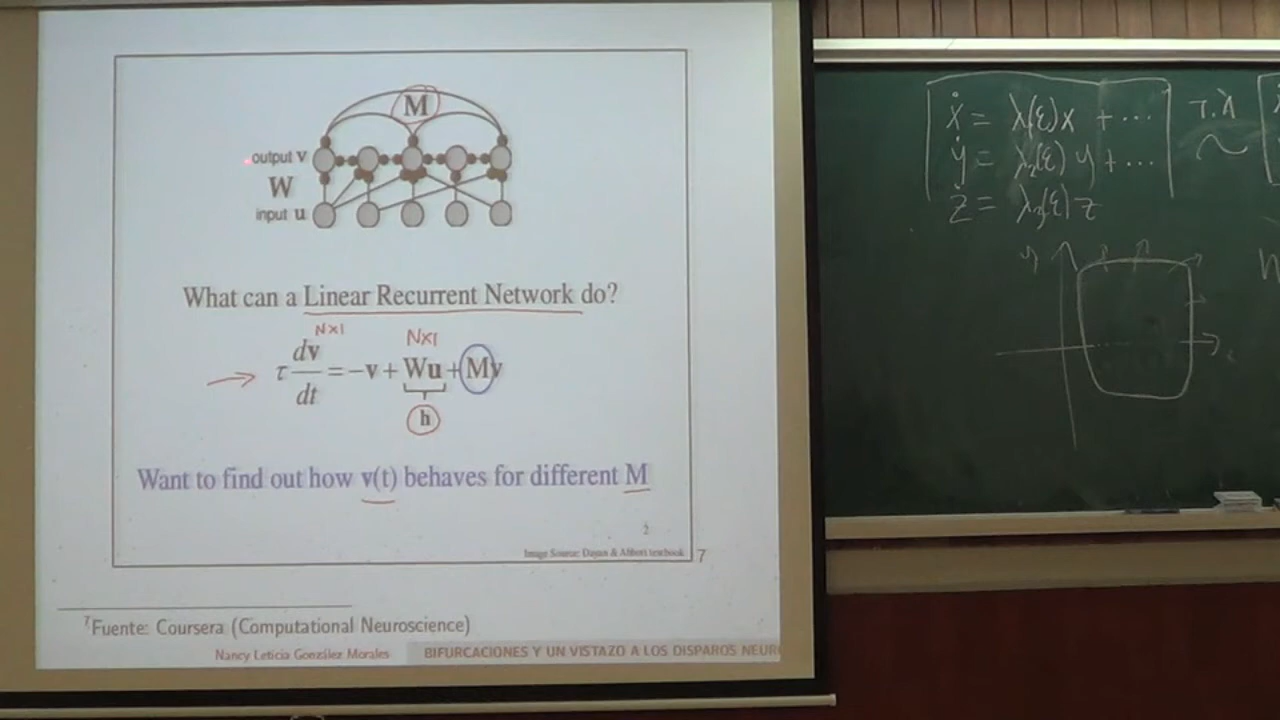 M
output v
W
input u
What can a Linear Recurrent Network do?
N×1
N×1
τ dv/dt = -v + Wu + Mv
h
Want to find out how v(t) behaves for different M
2
Image Source: Dayan & Abbott textbook
7
7Fuente: Coursera (Computational Neuroscience)
Nancy Leticia González Morales
BIFURCACIONES Y UN VISTAZO A LOS DISPAROS NEUR
ẋ = λ(ε)x + ...
ẏ = λ₂(ε) y + ...
ż = λ₃(ε) z